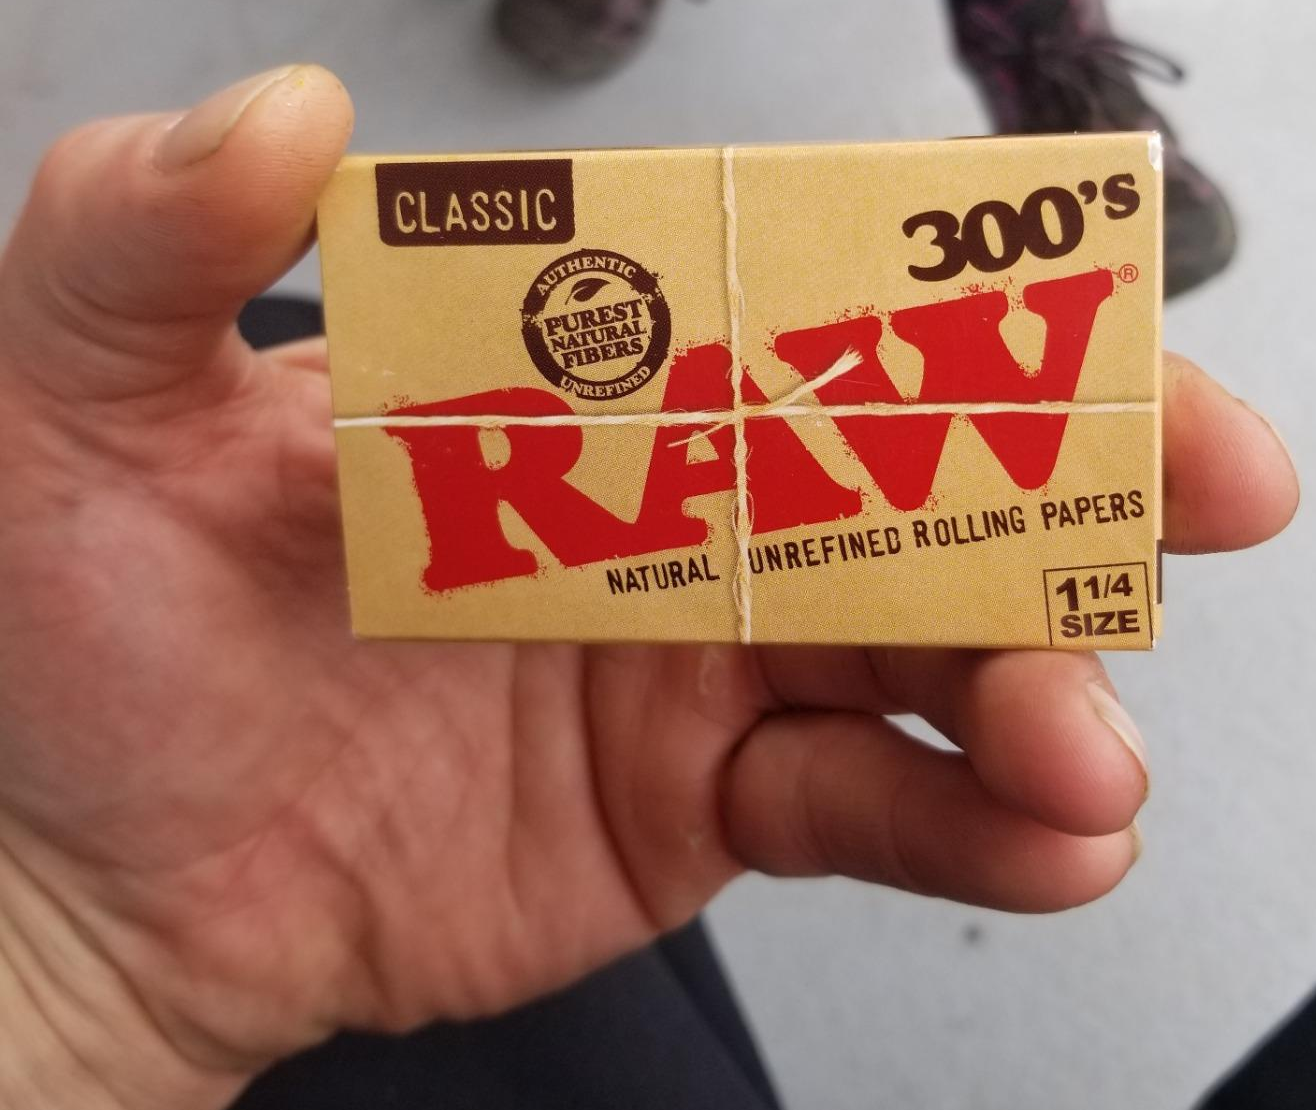 CLASSIC
300's
AUTHENTIC
PUREST
NATURAL
FIBERS
UNREFINED
RAW®
NATURAL UNREFINED ROLLING PAPERS
1 1/4
SIZE